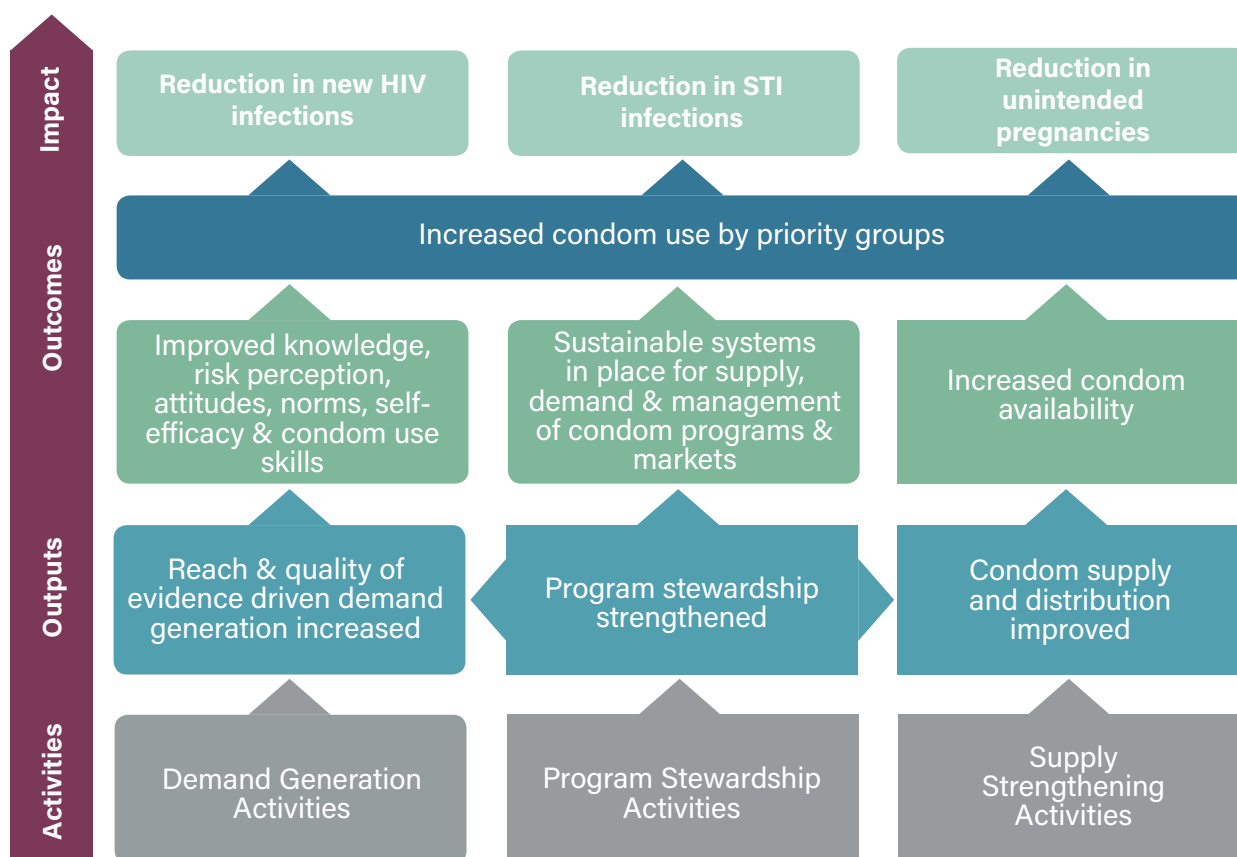 Impact
Reduction in new HIV
infections
Reduction in STI
infections
Reduction in
unintended
pregnancies
Outcomes
Increased condom use by priority groups
Improved knowledge,
risk perception,
attitudes, norms, self-
efficacy & condom use
skills
Sustainable systems
in place for supply,
demand & management
of condom programs &
markets
Increased condom
availability
Outputs
Reach & quality of
evidence driven demand
generation increased
Program stewardship
strengthened
Condom supply
and distribution
improved
Activities
Demand Generation
Activities
Program Stewardship
Activities
Supply
Strengthening
Activities